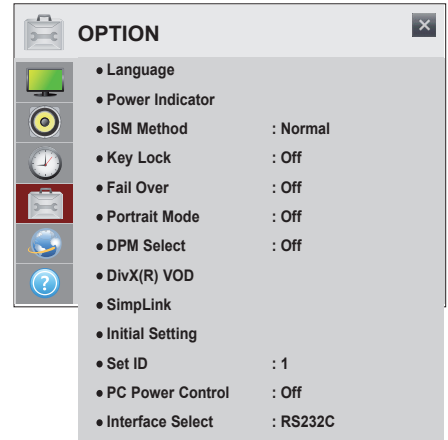 OPTION
● Language
● Power Indicator
● ISM Method : Normal
● Key Lock : Off
● Fail Over : Off
● Portrait Mode : Off
● DPM Select : Off
● DivX(R) VOD
● SimpLink
● Initial Setting
● Set ID : 1
● PC Power Control : Off
● Interface Select : RS232C